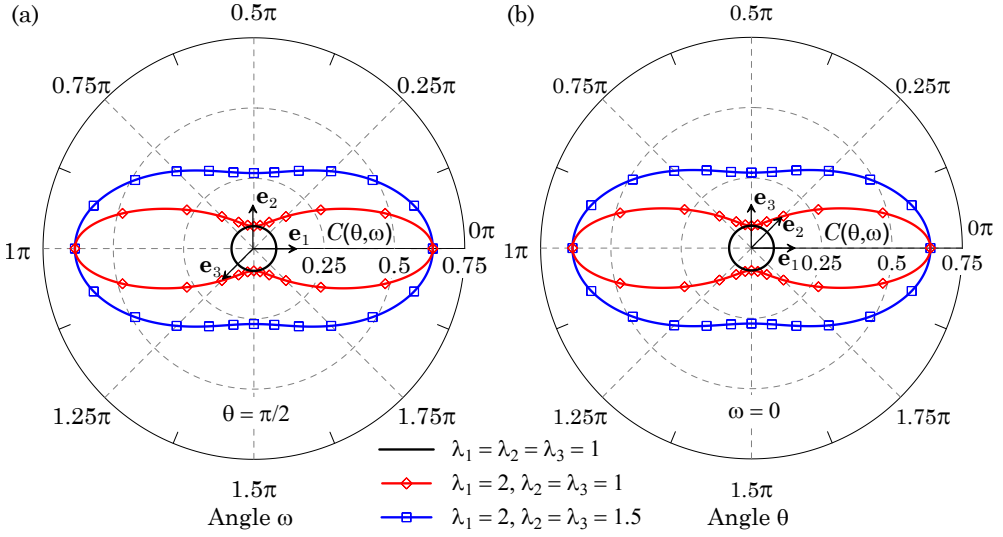 (a)
0.5π
0.75π
0.25π
e₂
e₁
C(θ,ω)
0π
1π
e₃
0.25
0.5
0.75
1.25π
θ = π/2
1.75π
1.5π
Angle ω
(b)
0.5π
0.75π
0.25π
e₃
e₂
C(θ,ω)
0π
1π
e₁
0.25
0.5
0.75
1.25π
ω = 0
1.75π
1.5π
Angle θ
λ₁ = λ₂ = λ₃ = 1
λ₁ = 2, λ₂ = λ₃ = 1
λ₁ = 2, λ₂ = λ₃ = 1.5